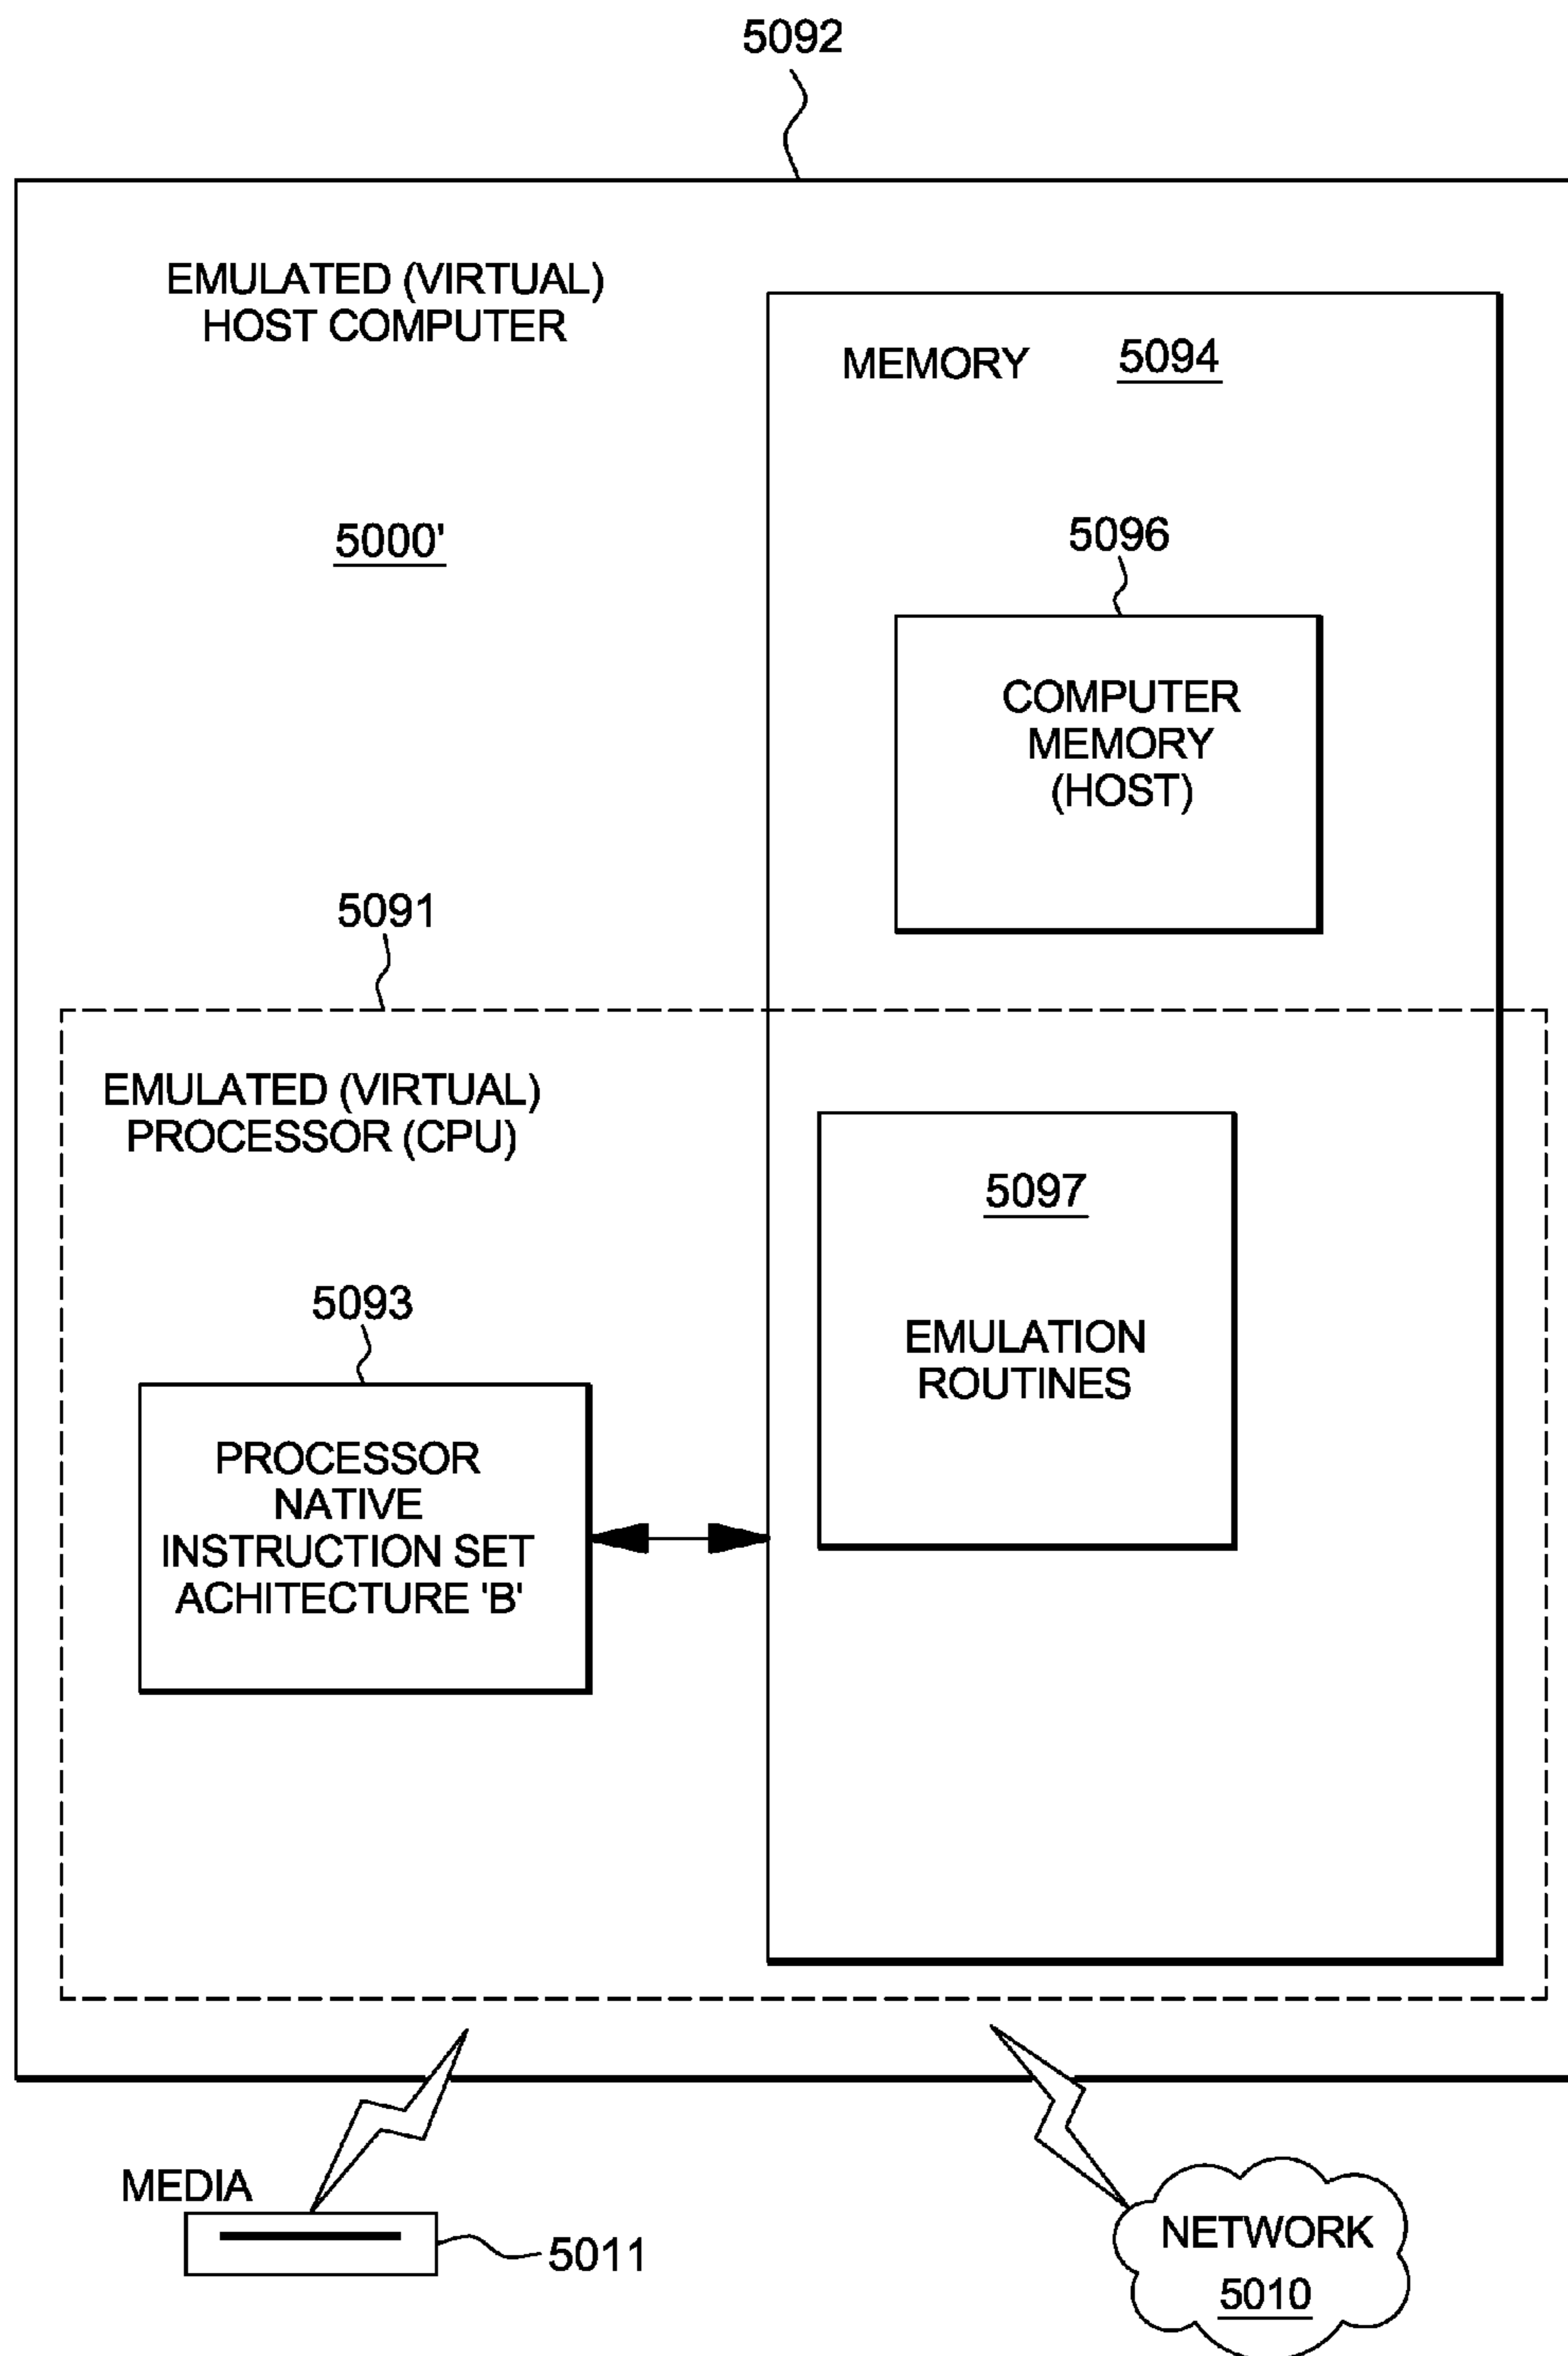 5092
EMULATED (VIRTUAL)
HOST COMPUTER
MEMORY 5094
5000'
5096
COMPUTER
MEMORY
(HOST)
5091
EMULATED (VIRTUAL)
PROCESSOR (CPU)
5097
EMULATION
ROUTINES
5093
PROCESSOR
NATIVE
INSTRUCTION SET
ACHITECTURE 'B'
MEDIA
5011
NETWORK
5010